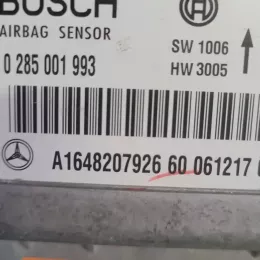 BOSCH
AIRBAG SENSOR
SW 1006
0 285 001 993
HW 3005
A1648207926 60 061217